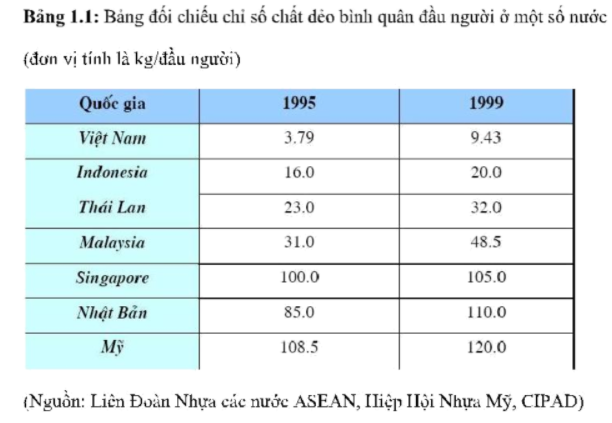 Bảng 1.1: Bảng đối chiếu chỉ số chất dẻo bình quân đầu người ở một số nước
(đơn vị tính là kg/đầu người)
Quốc gia 1995 1999
Việt Nam 3.79 9.43
Indonesia 16.0 20.0
Thái Lan 23.0 32.0
Malaysia 31.0 48.5
Singapore 100.0 105.0
Nhật Bản 85.0 110.0
Mỹ 108.5 120.0
(Nguồn: Liên Đoàn Nhựa các nước ASEAN, Hiệp Hội Nhựa Mỹ, CIPAD)